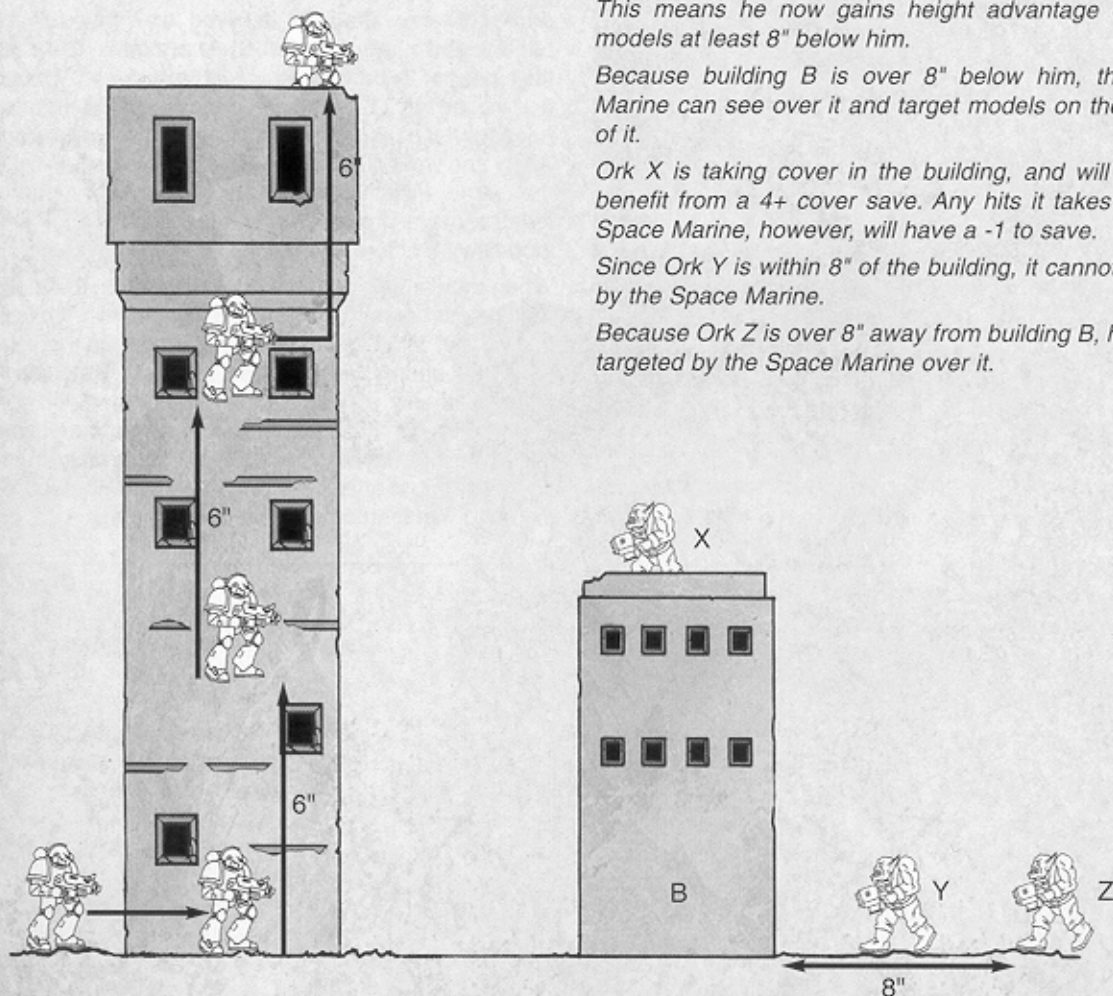 This means he now gains height advantage
models at least 8" below him.
Because building B is over 8" below him,
Marine can see over it and target models on
of it.
Ork X is taking cover in the building, and will
benefit from a 4+ cover save. Any hits it takes
Space Marine, however, will have a -1 to save.
Since Ork Y is within 8" of the building, it cannot
by the Space Marine.
Because Ork Z is over 8" away from building B,
targeted by the Space Marine over it.
6"
6"
X
6"
B
Y
Z
8"